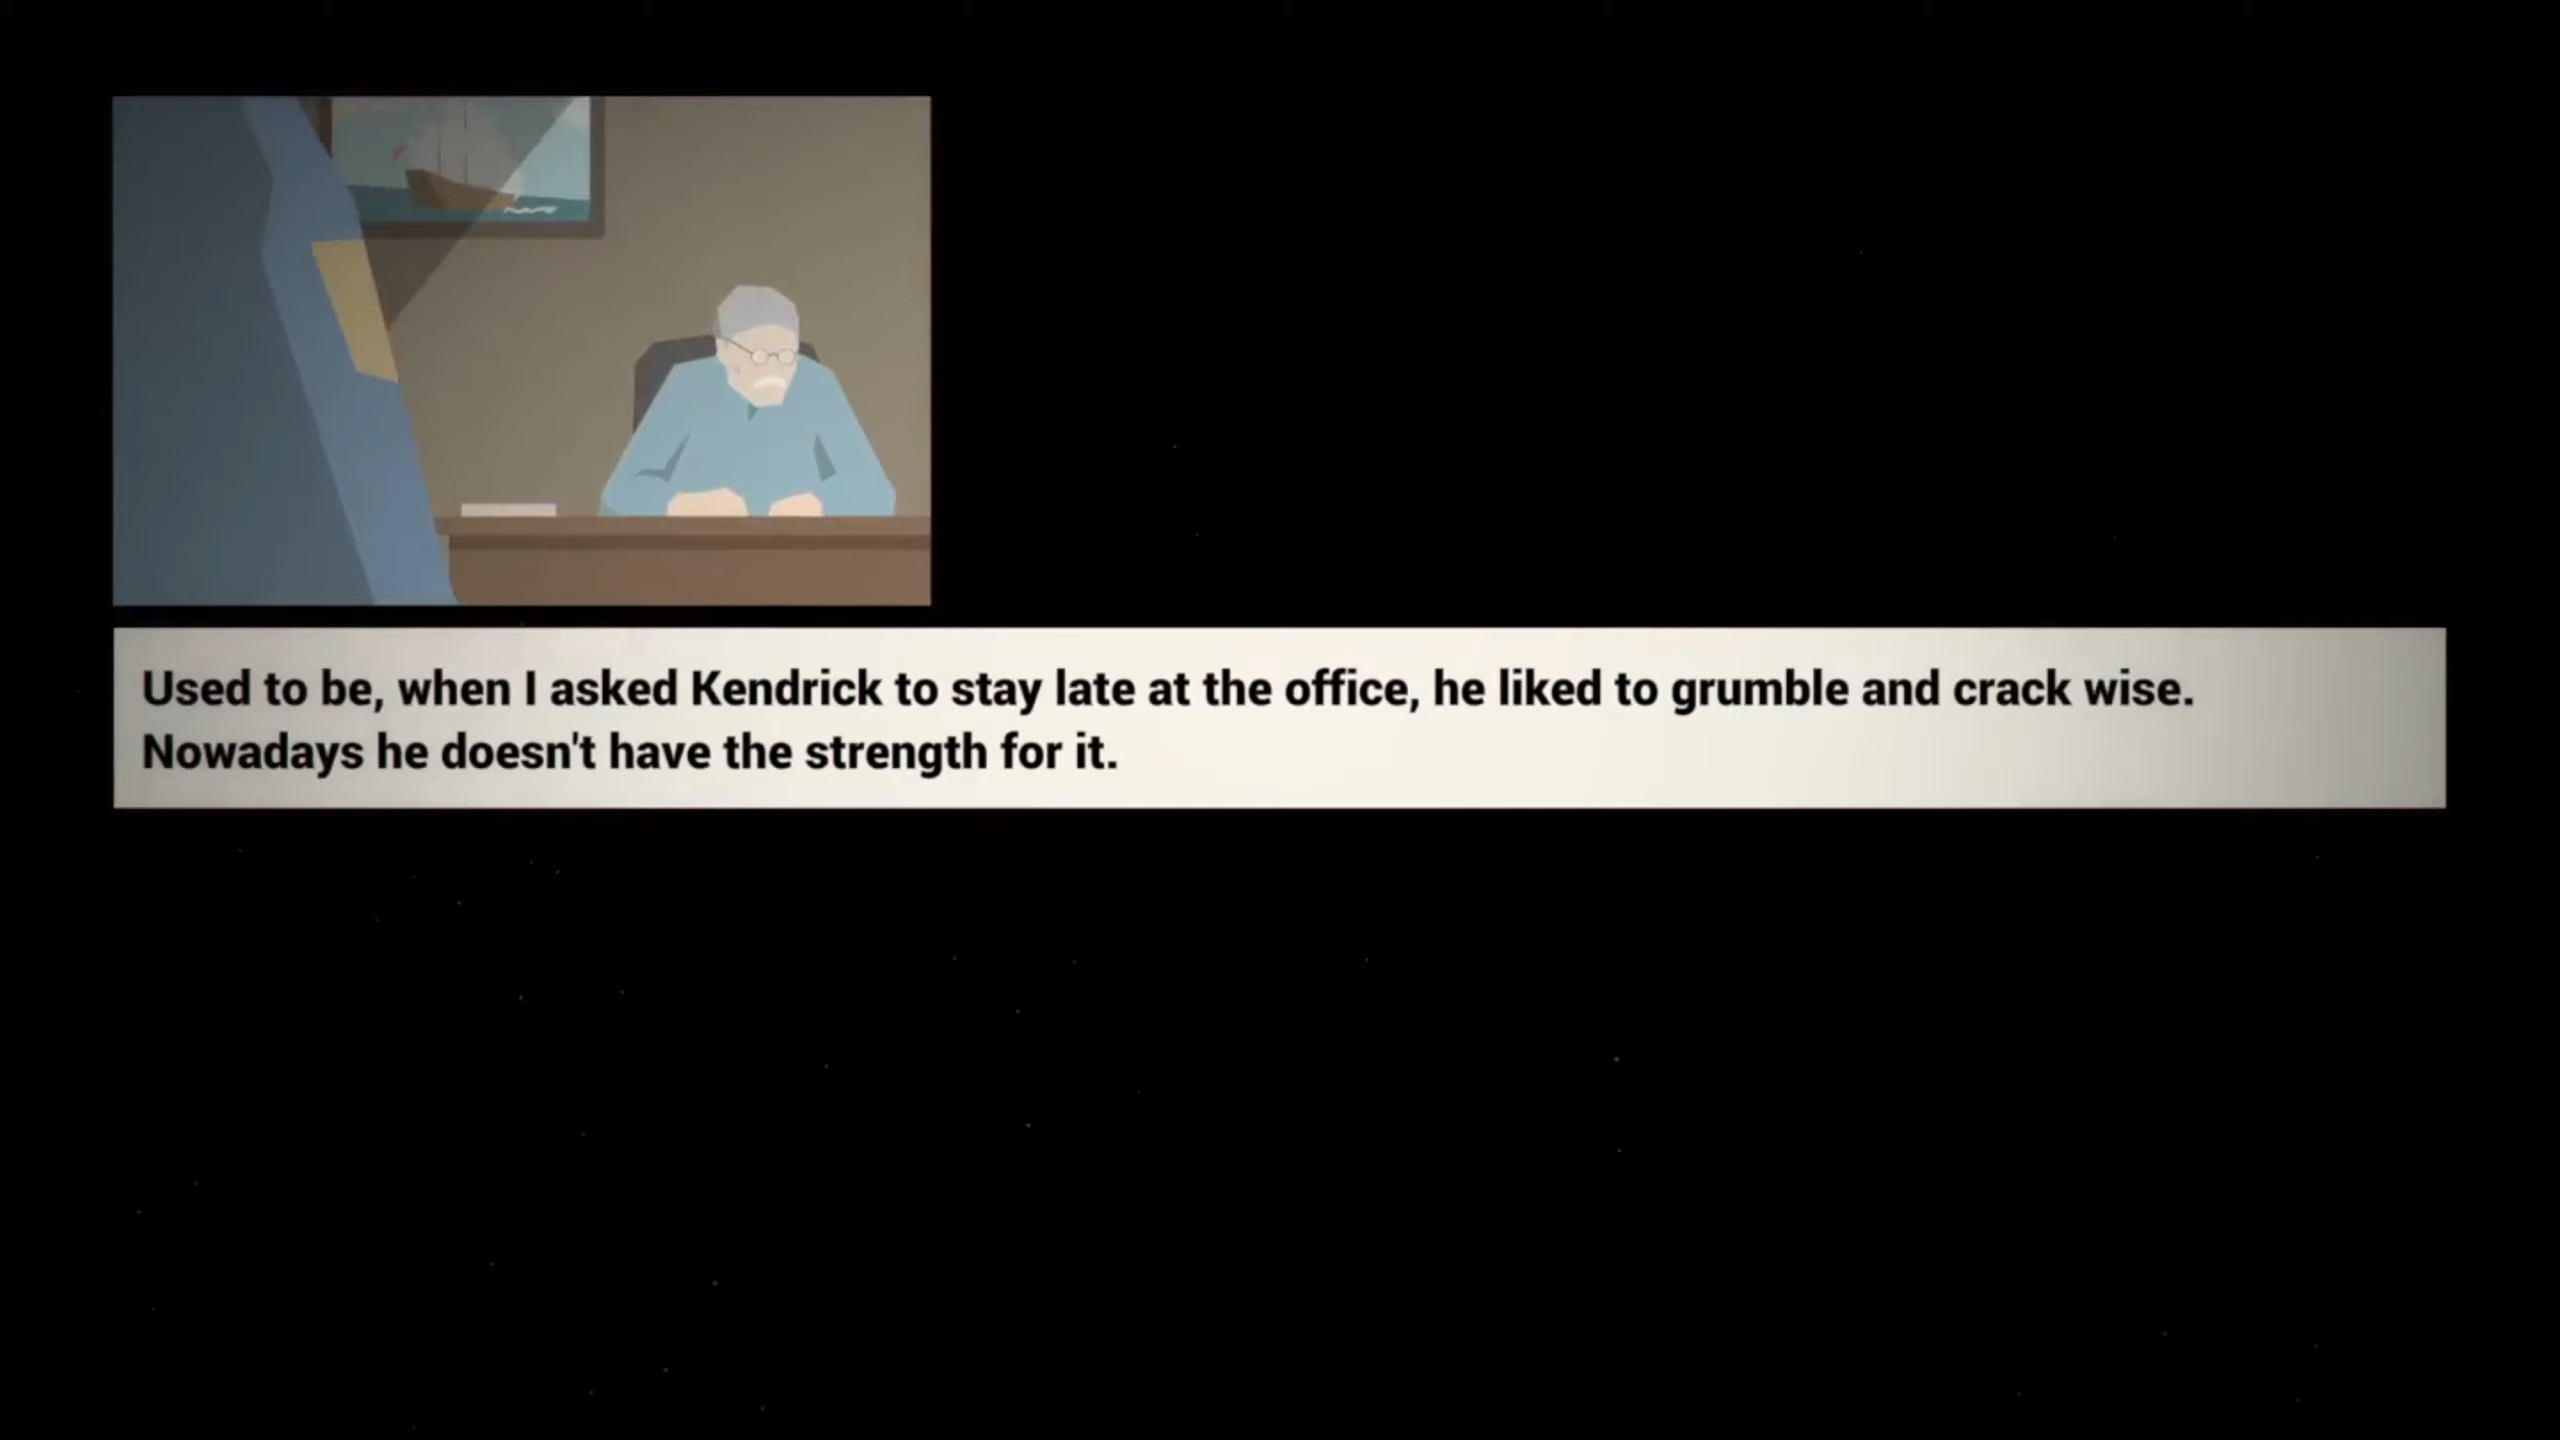 Used to be, when I asked Kendrick to stay late at the office, he liked to grumble and crack wise.
Nowadays he doesn't have the strength for it.